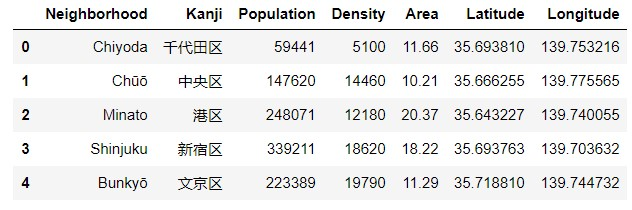 Neighborhood Kanji Population Density Area Latitude Longitude
0 Chiyoda 千代田区 59441 5100 11.66 35.693810 139.753216
1 Chūō 中央区 147620 14460 10.21 35.666255 139.775565
2 Minato 港区 248071 12180 20.37 35.643227 139.740055
3 Shinjuku 新宿区 339211 18620 18.22 35.693763 139.703632
4 Bunkyō 文京区 223389 19790 11.29 35.718810 139.744732